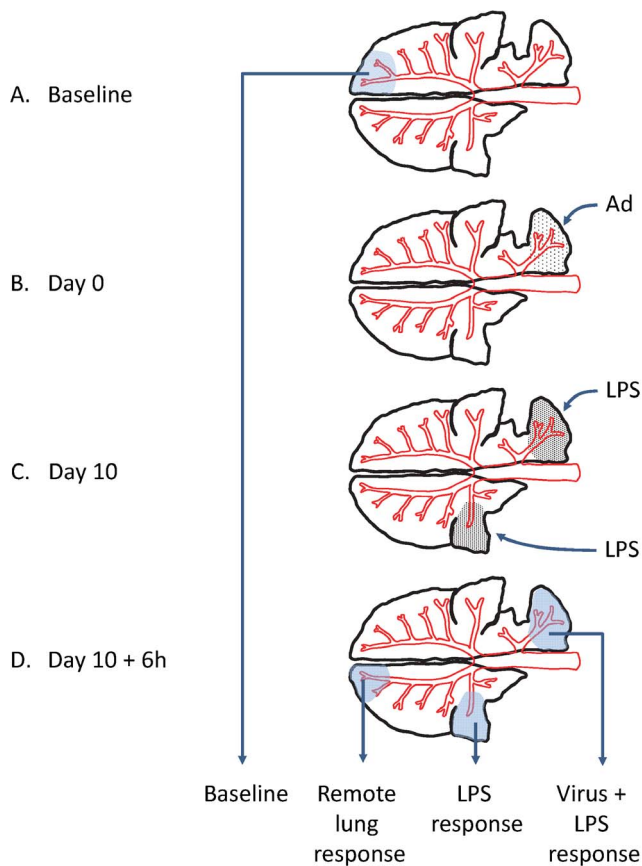 A. Baseline
Ad
B. Day 0
LPS
C. Day 10
LPS
D. Day 10 + 6h
Baseline
Remote
lung
response
LPS
response
Virus +
LPS
response